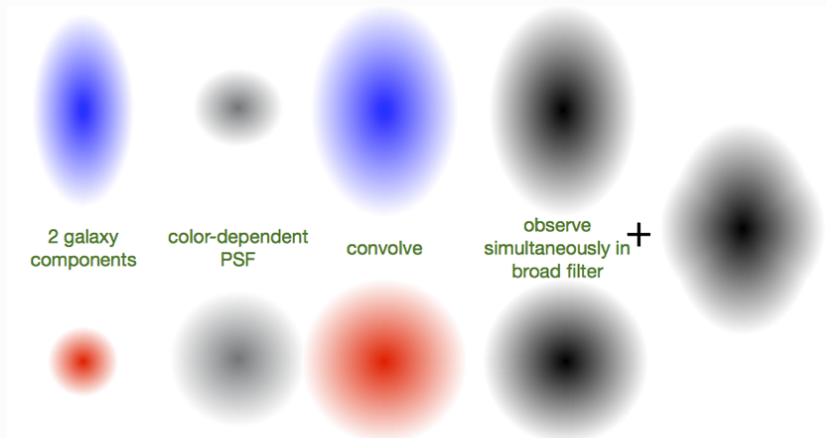 2 galaxy
components
color-dependent
PSF
convolve
observe
simultaneously in
broad filter
+